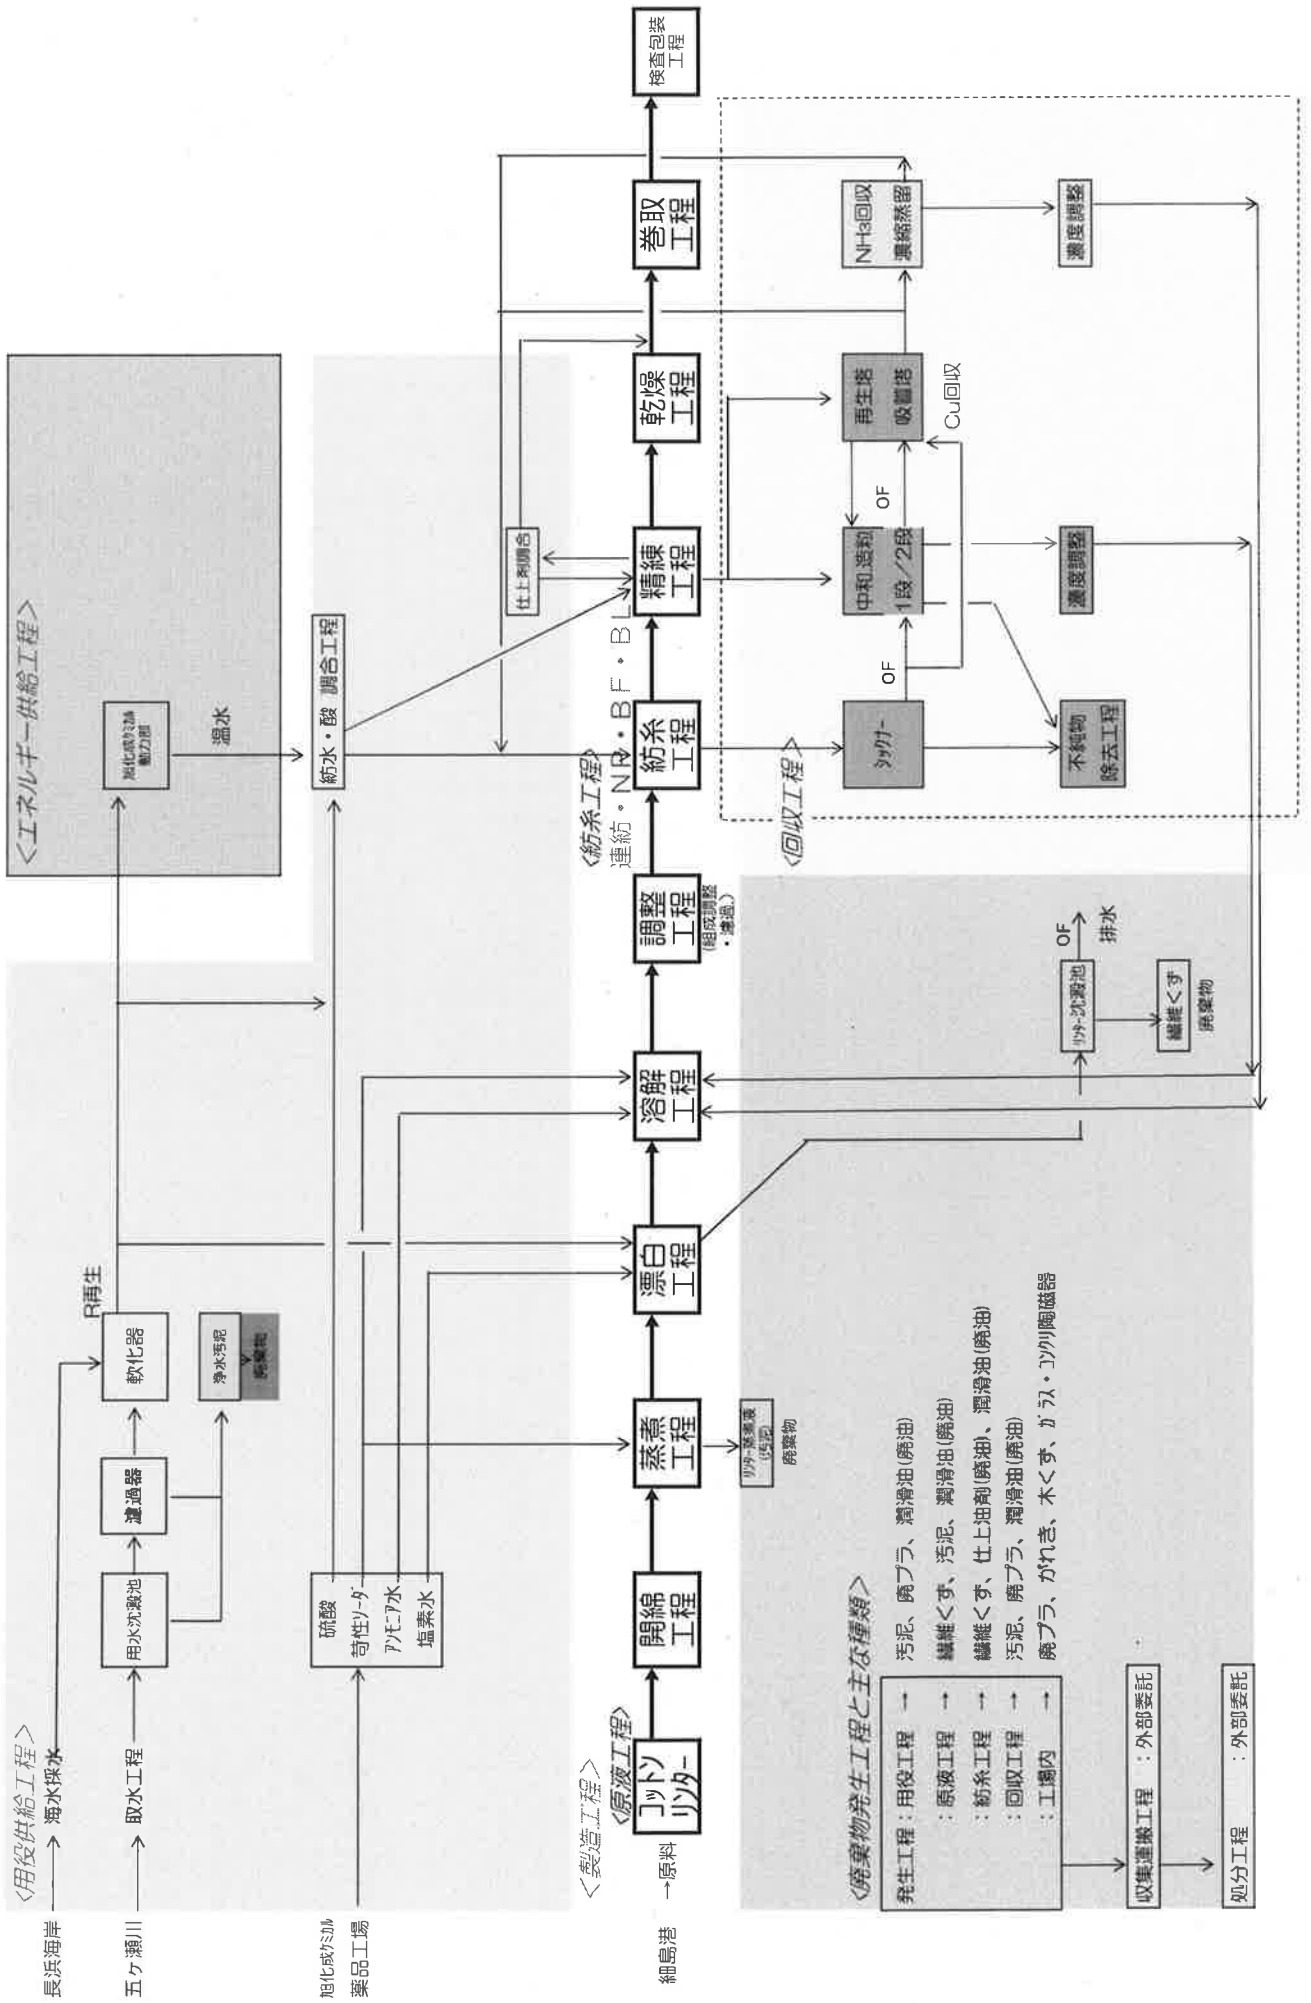 <用役供給工程>
長浜海岸
海水採水
五ヶ瀬川
取水工程
用水沈澱池
濾過器
軟化器
R再生
浄水汚泥
廃棄物
<エネルギー供給工程>
旭化成ケミカル
動力部
温水
旭化成ケミカル
薬品工場
硫酸
苛性ソーダ
アンモニア水
塩素水
紡水・酸 調合工程
仕上剤調合
<製造工程>
<原液工程>
細島港
→原料
コットン
リンター
開綿
工程
蒸煮
工程
漂白
工程
溶解
工程
調整
工程
(組成調整
・濾過)
<紡糸工程>
連紡・NP・BF・BL
紡糸
工程
精練
工程
乾燥
工程
巻取
工程
検査包装
工程
リンター蒸煮液
(汚泥)
廃棄物
リンター沈澱池
OF
排水
繊維くず
廃棄物
<回収工程>
シックナー
OF
中和造粒
1段/2段
OF
再生塔
吸着塔
Cu回収
NH3回収
濃縮蒸留
不純物
除去工程
濃度調整
濃度調整
<廃棄物発生工程と主な種類>
発生工程:用役工程 → 汚泥、廃プラ、潤滑油(廃油)
:原液工程 → 繊維くず、汚泥、潤滑油(廃油)
:紡糸工程 → 繊維くず、仕上油剤(廃油)、潤滑油(廃油)
:回収工程 → 汚泥、廃プラ、潤滑油(廃油)
:工場内 → 廃プラ、がれき、木くず、ガラス・コンクリ陶磁器
収集運搬工程 :外部委託
処分工程 :外部委託